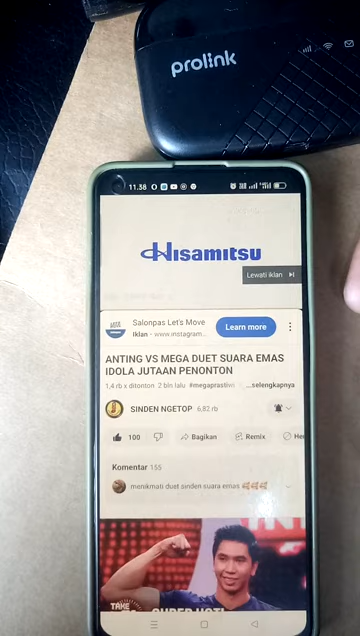 prolink
11.38
Hisamitsu
Lewati iklan
Salonpas Let's Move
Iklan · www.instagram...
Learn more
ANTING VS MEGA DUET SUARA EMAS
IDOLA JUTAAN PENONTON
1,4 rb x ditonton 2 bln lalu #megaprastiwi ...selengkapnya
SINDEN NGETOP 6,82 rb
100
Bagikan
Remix
Komentar 155
menikmati duet sinden suara emas 🥰🥰🥰
TAKE